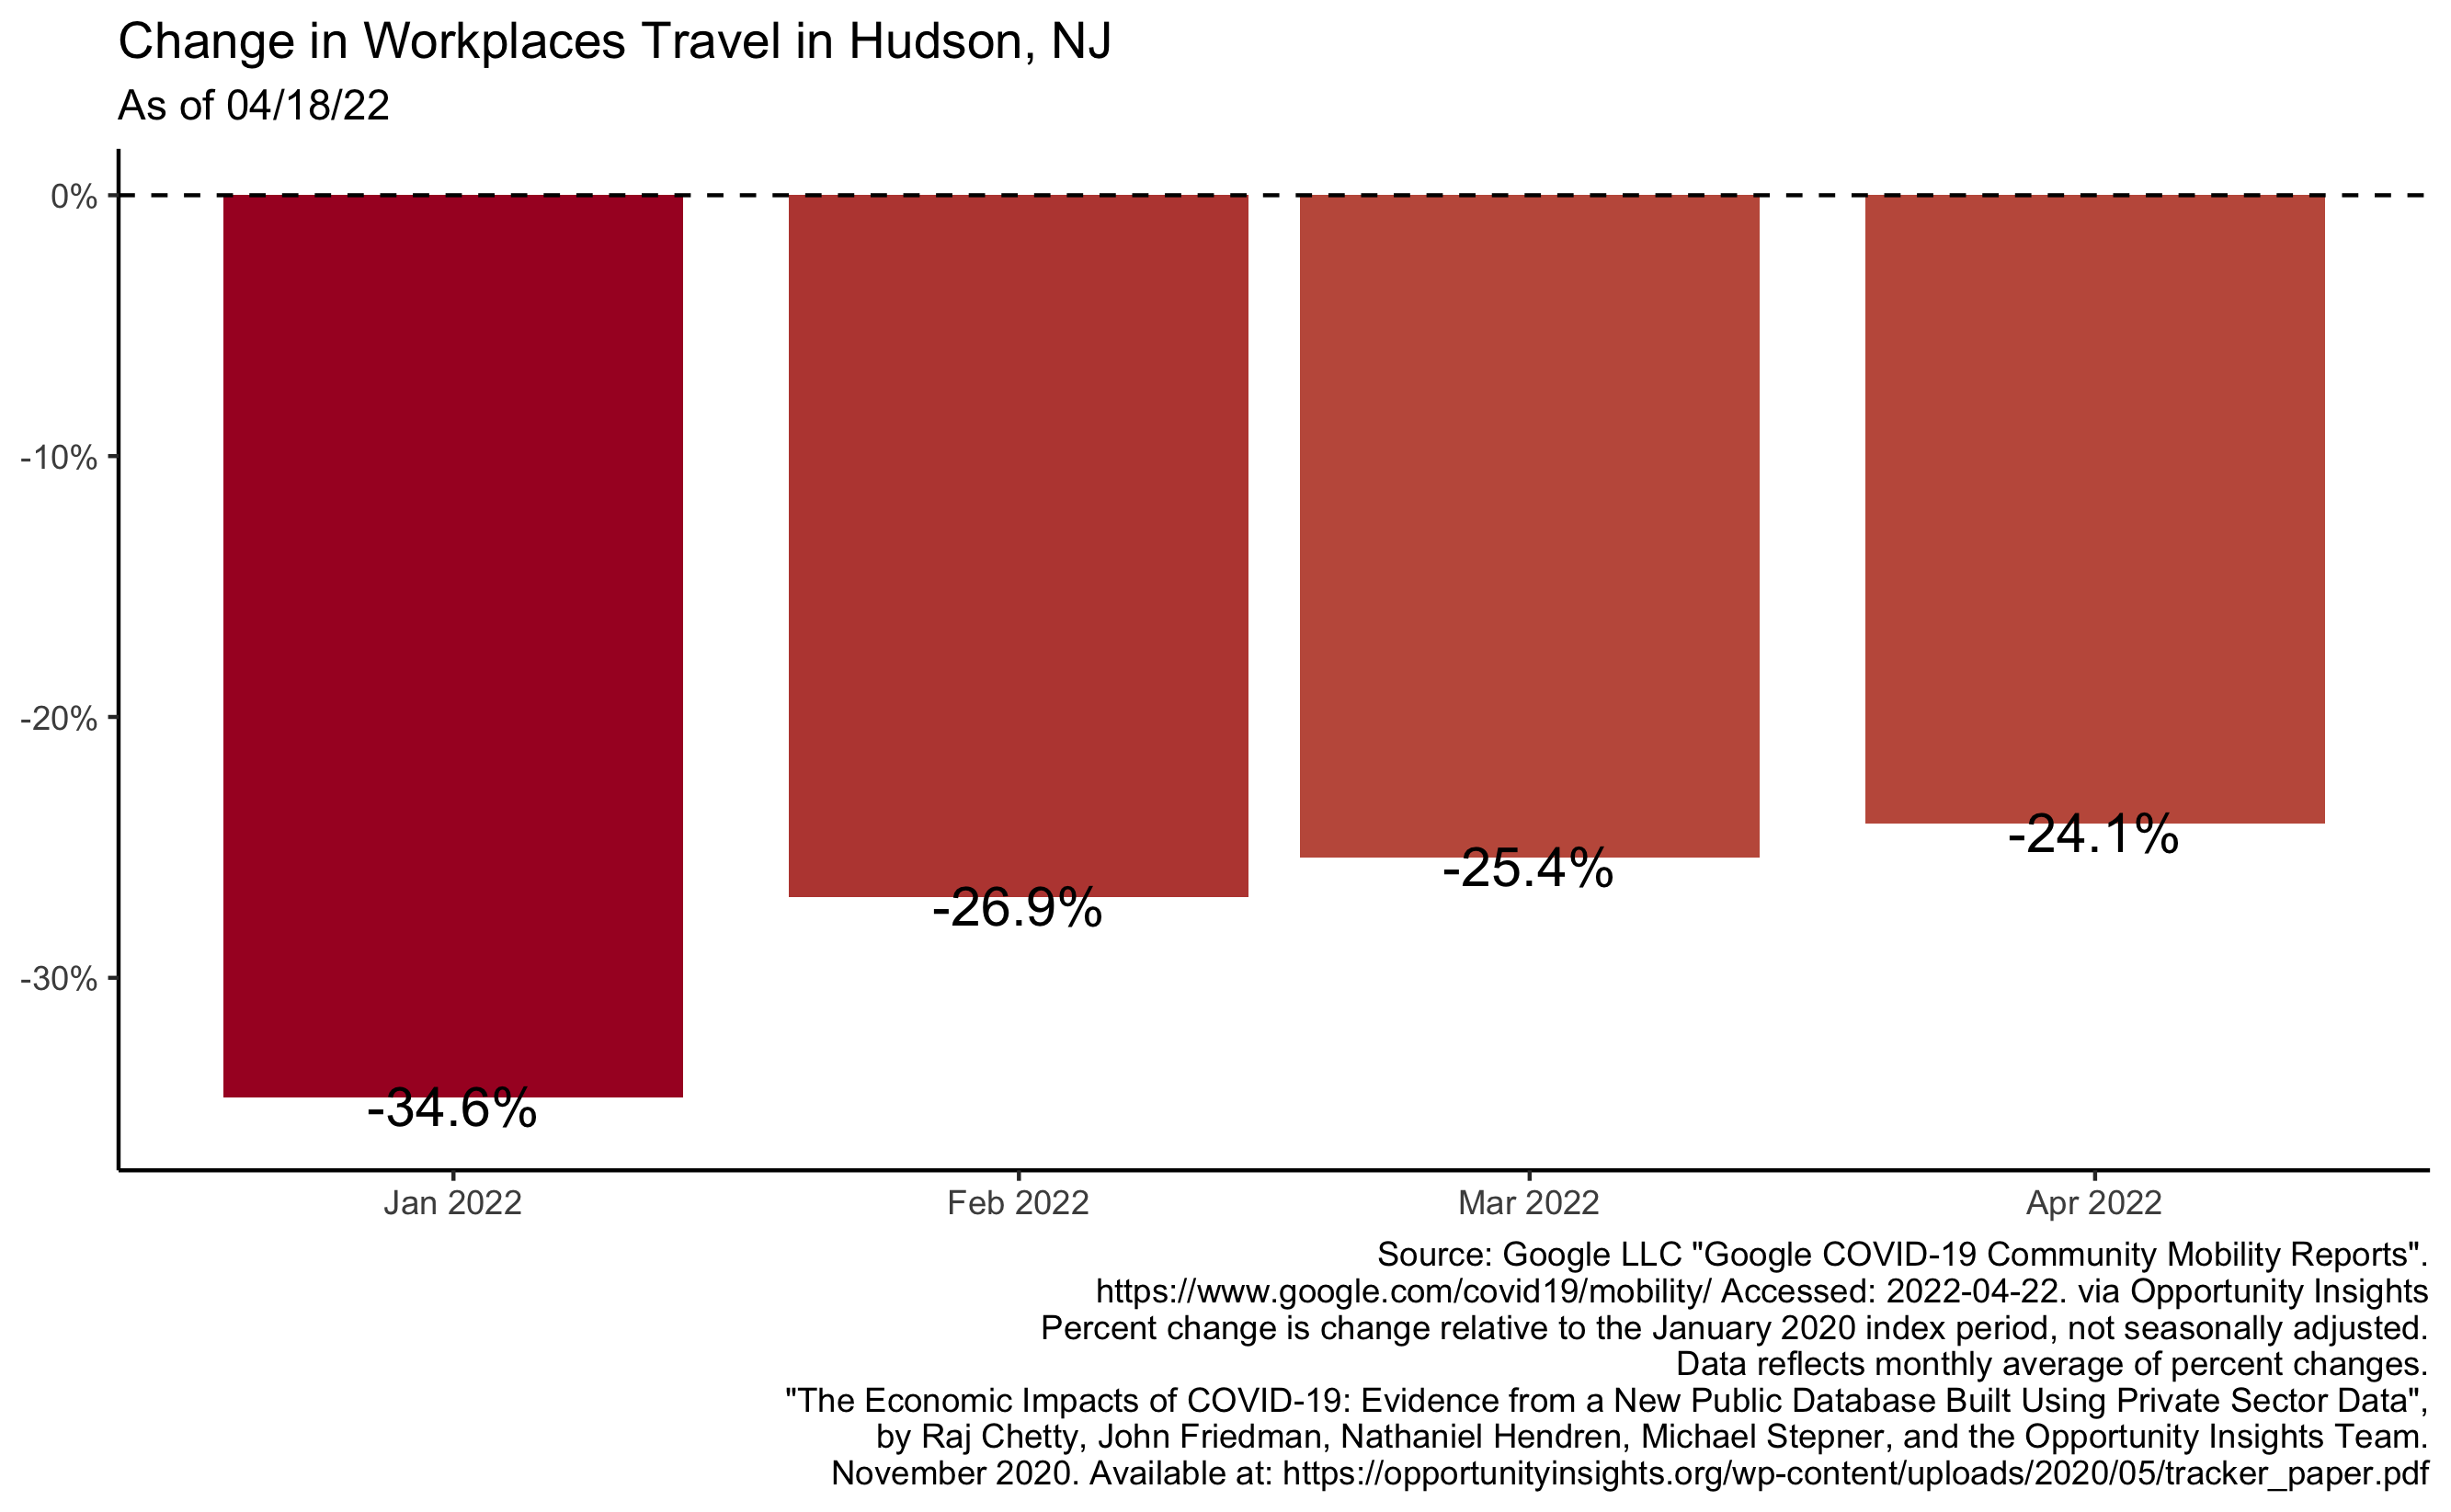 Change in Workplaces Travel in Hudson, NJ
As of 04/18/22
0%
-10%
-20%
-30%
-34.6%
-26.9%
-25.4%
-24.1%
Jan 2022
Feb 2022
Mar 2022
Apr 2022
Source: Google LLC "Google COVID-19 Community Mobility Reports".
https://www.google.com/covid19/mobility/ Accessed: 2022-04-22. via Opportunity Insights
Percent change is change relative to the January 2020 index period, not seasonally adjusted.
Data reflects monthly average of percent changes.
"The Economic Impacts of COVID-19: Evidence from a New Public Database Built Using Private Sector Data",
by Raj Chetty, John Friedman, Nathaniel Hendren, Michael Stepner, and the Opportunity Insights Team.
November 2020. Available at: https://opportunityinsights.org/wp-content/uploads/2020/05/tracker_paper.pdf